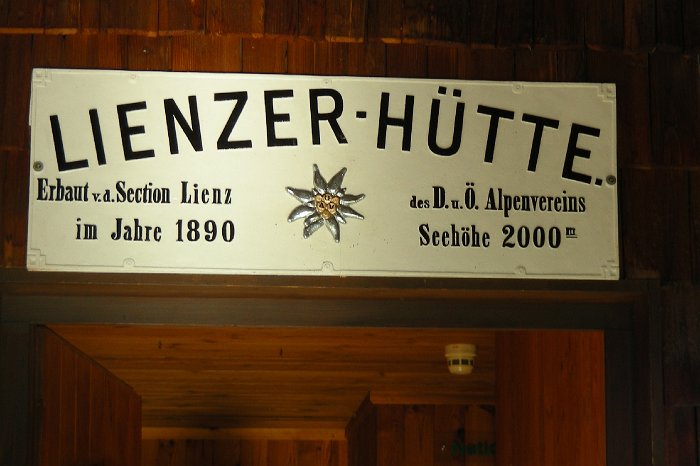 LIENZER-HÜTTE.
Erbaut v.d. Section Lienz
im Jahre 1890
des D. u. Ö. Alpenvereins
Seehöhe 2000 m